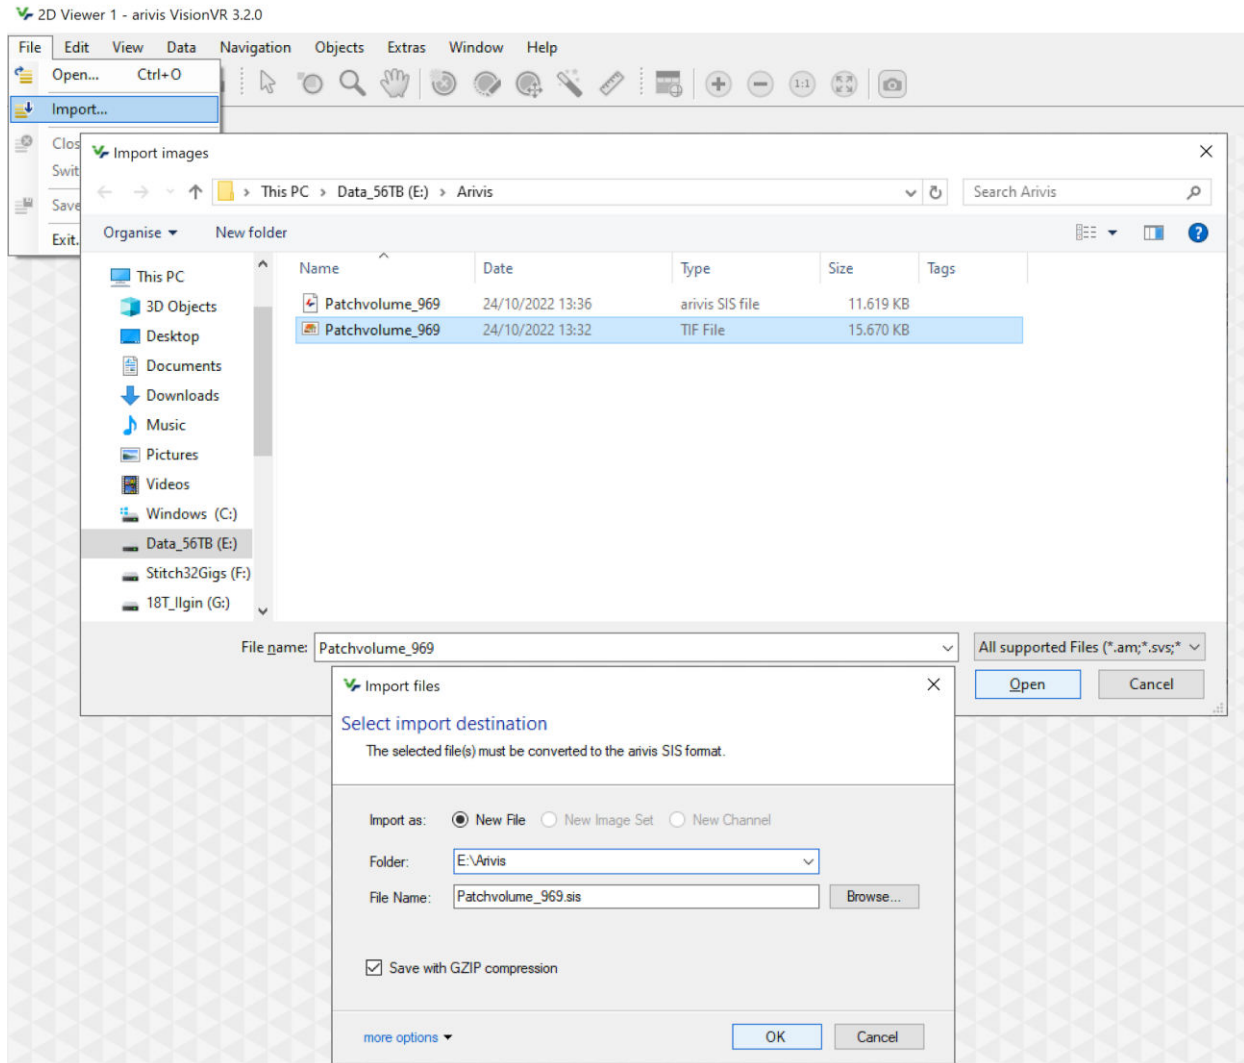 2D Viewer 1 - arivis VisionVR 3.2.0
File Edit View Data Navigation Objects Extras Window Help
Open... Ctrl+O
Import...
Clos
Swit
Save
Exit.
1:1
Import images
This PC > Data_56TB (E:) > Arivis
Search Arivis
Organise New folder
Name Date Type Size Tags
Patchvolume_969 24/10/2022 13:36 arivis SIS file 11.619 KB
Patchvolume_969 24/10/2022 13:32 TIF File 15.670 KB
This PC
3D Objects
Desktop
Documents
Downloads
Music
Pictures
Videos
Windows (C:)
Data_56TB (E:)
Stitch32Gigs (F:)
18T_Ilgin (G:)
File name: Patchvolume_969 All supported Files (*.am;*.svs;*
Open Cancel
Import files
Select import destination
The selected file(s) must be converted to the arivis SIS format.
Import as: New File New Image Set New Channel
Folder: E:\Arivis
File Name: Patchvolume_969.sis Browse...
Save with GZIP compression
more options OK Cancel